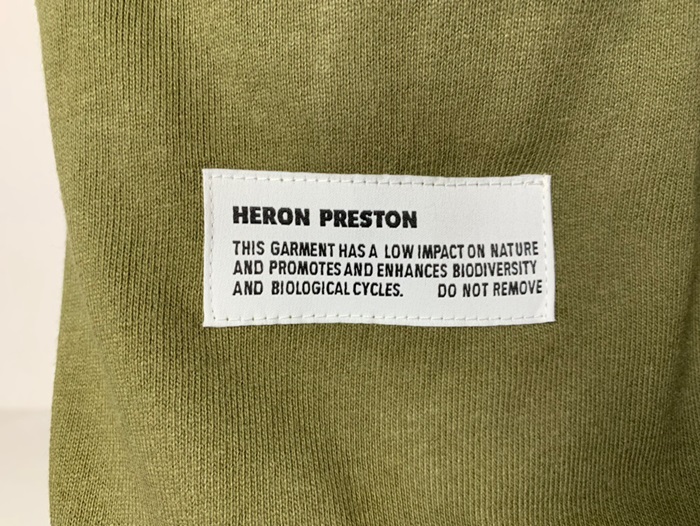 HERON PRESTON
THIS GARMENT HAS A LOW IMPACT ON NATURE
AND PROMOTES AND ENHANCES BIODIVERSITY
AND BIOLOGICAL CYCLES. DO NOT REMOVE